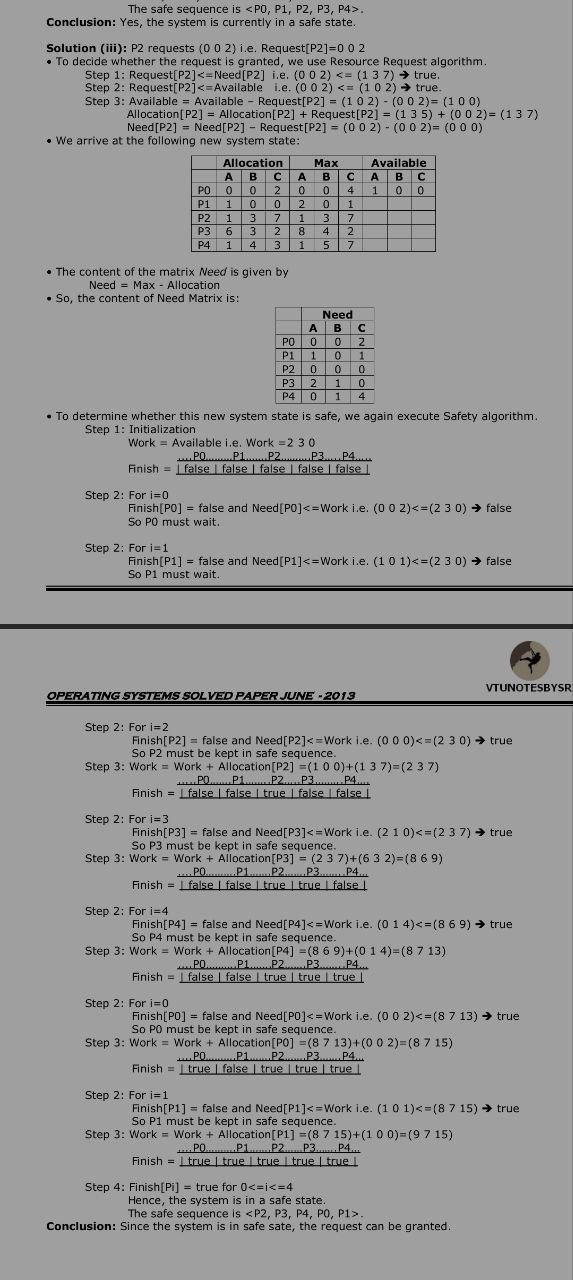 The safe sequence is <P0, P1, P2, P3, P4>.
Conclusion: Yes, the system is currently in a safe state.
Solution (iii): P2 requests (0 0 2) i.e. Request[P2]=0 0 2
• To decide whether the request is granted, we use Resource Request algorithm.
Step 1: Request[P2]<=Need[P2] i.e. (0 0 2) <= (1 3 7) ➔ true.
Step 2: Request[P2]<=Available i.e. (0 0 2) <= (1 0 2) ➔ true.
Step 3: Available = Available – Request[P2] = (1 0 2) - (0 0 2)= (1 0 0)
Allocation[P2] = Allocation[P2] + Request[P2] = (1 3 5) + (0 0 2)= (1 3 7)
Need[P2] = Need[P2] – Request[P2] = (0 0 2) - (0 0 2)= (0 0 0)
• We arrive at the following new system state:
Allocation Max Available
A B C A B C A B C
P0 0 0 2 0 0 4 1 0 0
P1 1 0 0 2 0 1
P2 1 3 7 1 3 7
P3 6 3 2 8 4 2
P4 1 4 3 1 5 7
• The content of the matrix Need is given by
Need = Max - Allocation
• So, the content of Need Matrix is:
Need
A B C
P0 0 0 2
P1 1 0 1
P2 0 0 0
P3 2 1 0
P4 0 1 4
• To determine whether this new system state is safe, we again execute Safety algorithm.
Step 1: Initialization
Work = Available i.e. Work =2 3 0
....P0.........P1.......P2.........P3.....P4.....
Finish = | false | false | false | false | false |
Step 2: For i=0
Finish[P0] = false and Need[P0]<=Work i.e. (0 0 2)<=(2 3 0) ➔ false
So P0 must wait.
Step 2: For i=1
Finish[P1] = false and Need[P1]<=Work i.e. (1 0 1)<=(2 3 0) ➔ false
So P1 must wait.
VTUNOTESBYSR
OPERATING SYSTEMS SOLVED PAPER JUNE - 2013
Step 2: For i=2
Finish[P2] = false and Need[P2]<=Work i.e. (0 0 0)<=(2 3 0) ➔ true
So P2 must be kept in safe sequence.
Step 3: Work = Work + Allocation[P2] =(1 0 0)+(1 3 7)=(2 3 7)
.....P0.......P1.......P2.....P3.........P4....
Finish = | false | false | true | false | false |
Step 2: For i=3
Finish[P3] = false and Need[P3]<=Work i.e. (2 1 0)<=(2 3 7) ➔ true
So P3 must be kept in safe sequence.
Step 3: Work = Work + Allocation[P3] = (2 3 7)+(6 3 2)=(8 6 9)
....P0.........P1.......P2.......P3........P4...
Finish = | false | false | true | true | false |
Step 2: For i=4
Finish[P4] = false and Need[P4]<=Work i.e. (0 1 4)<=(8 6 9) ➔ true
So P4 must be kept in safe sequence.
Step 3: Work = Work + Allocation[P4] =(8 6 9)+(0 1 4)=(8 7 13)
....P0.........P1.......P2......P3.......P4...
Finish = | false | false | true | true | true |
Step 2: For i=0
Finish[P0] = false and Need[P0]<=Work i.e. (0 0 2)<=(8 7 13) ➔ true
So P0 must be kept in safe sequence.
Step 3: Work = Work + Allocation[P0] =(8 7 13)+(0 0 2)=(8 7 15)
....P0.........P1......P2......P3......P4...
Finish = | true | false | true | true | true |
Step 2: For i=1
Finish[P1] = false and Need[P1]<=Work i.e. (1 0 1)<=(8 7 15) ➔ true
So P1 must be kept in safe sequence.
Step 3: Work = Work + Allocation[P1] =(8 7 15)+(1 0 0)=(9 7 15)
....P0.........P1......P2......P3.....P4...
Finish = | true | true | true | true | true |
Step 4: Finish[Pi] = true for 0<=i<=4
Hence, the system is in a safe state.
The safe sequence is <P2, P3, P4, P0, P1>.
Conclusion: Since the system is in safe sate, the request can be granted.